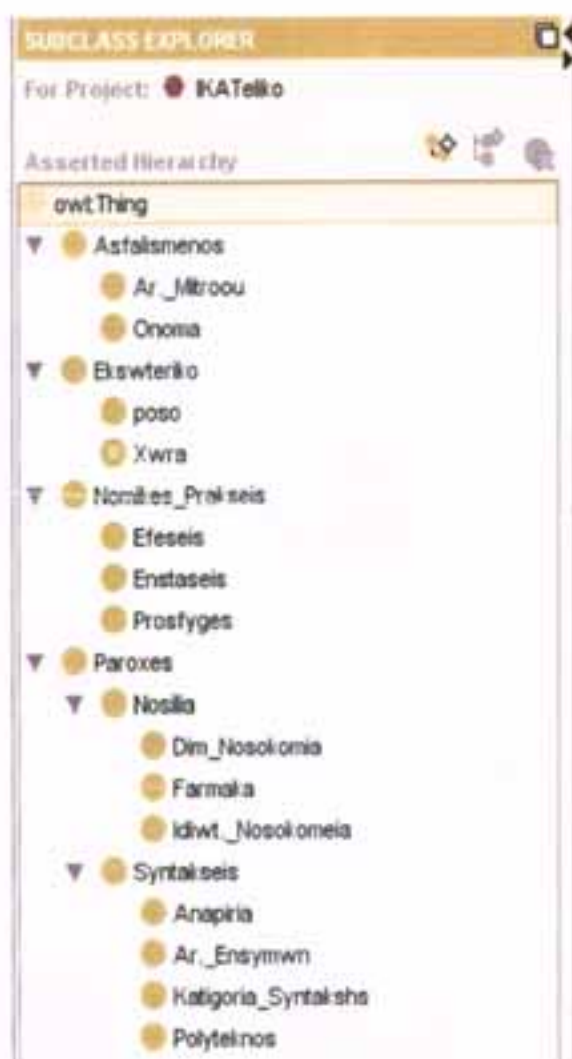 SUBCLASS EXPLORER
For Project: IKATeliko
Asserted Hierarchy
owl:Thing
Asfalismenos
Ar._Mitroou
Onoma
Ekswteriko
poso
Xwra
Nomikes_Prakseis
Efeseis
Enstaseis
Prosfyges
Paroxes
Nosilia
Dim_Nosokomia
Farmaka
Idiwt._Nosokomeia
Syntakseis
Anapiria
Ar._Ensymwn
Katigoria_Syntakshs
Polyteknos